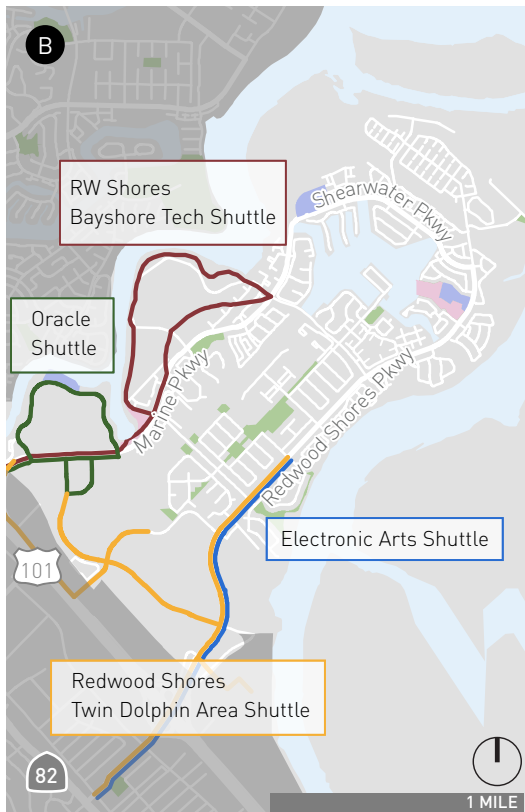 B
RW Shores
Bayshore Tech Shuttle
Shearwater Pkwy
Oracle
Shuttle
Marine Pkwy
Redwood Shores Pkwy
Electronic Arts Shuttle
101
Redwood Shores
Twin Dolphin Area Shuttle
82
1 MILE